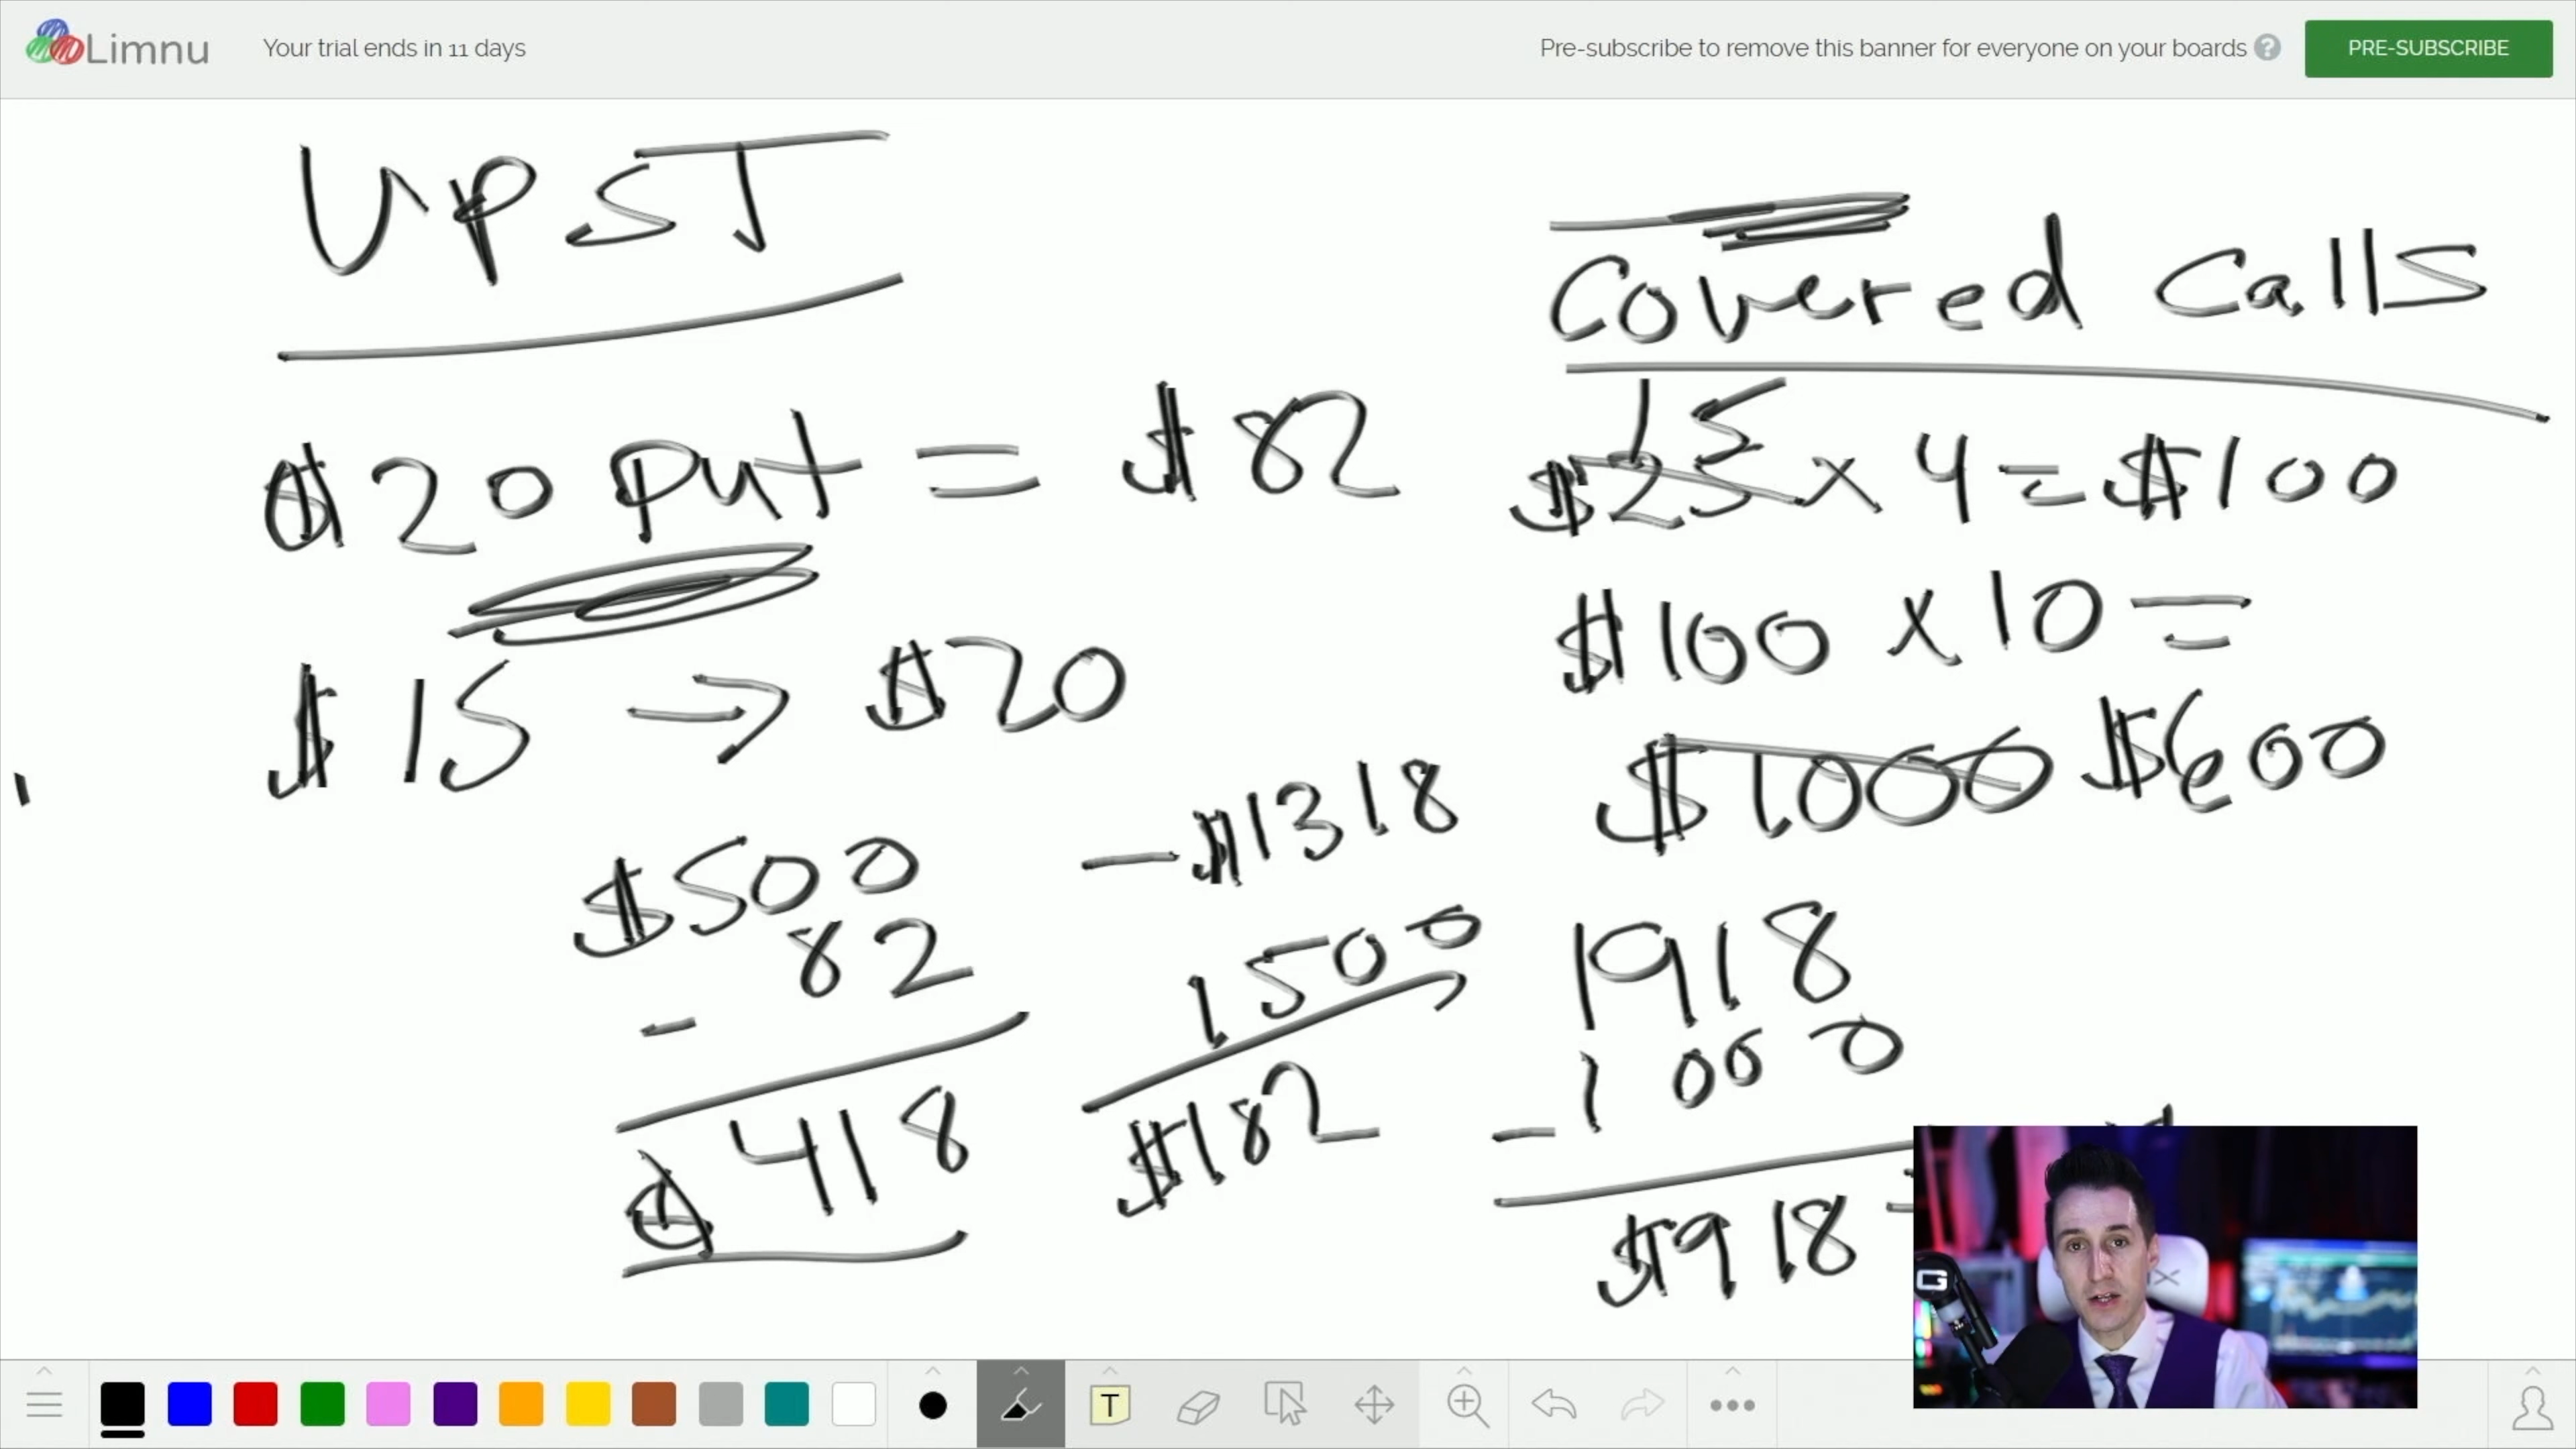 Limnu
Your trial ends in 11 days
Pre-subscribe to remove this banner for everyone on your boards ?
PRE-SUBSCRIBE
UPST
$20 Put = $82
$15 → $20
$500
- 82
$418
-$1318
1500
$182
Covered Calls
15
$25 x 4 = $100
$100 x 10 =
$1,000 $600
1918
- 1000
$918
T
G